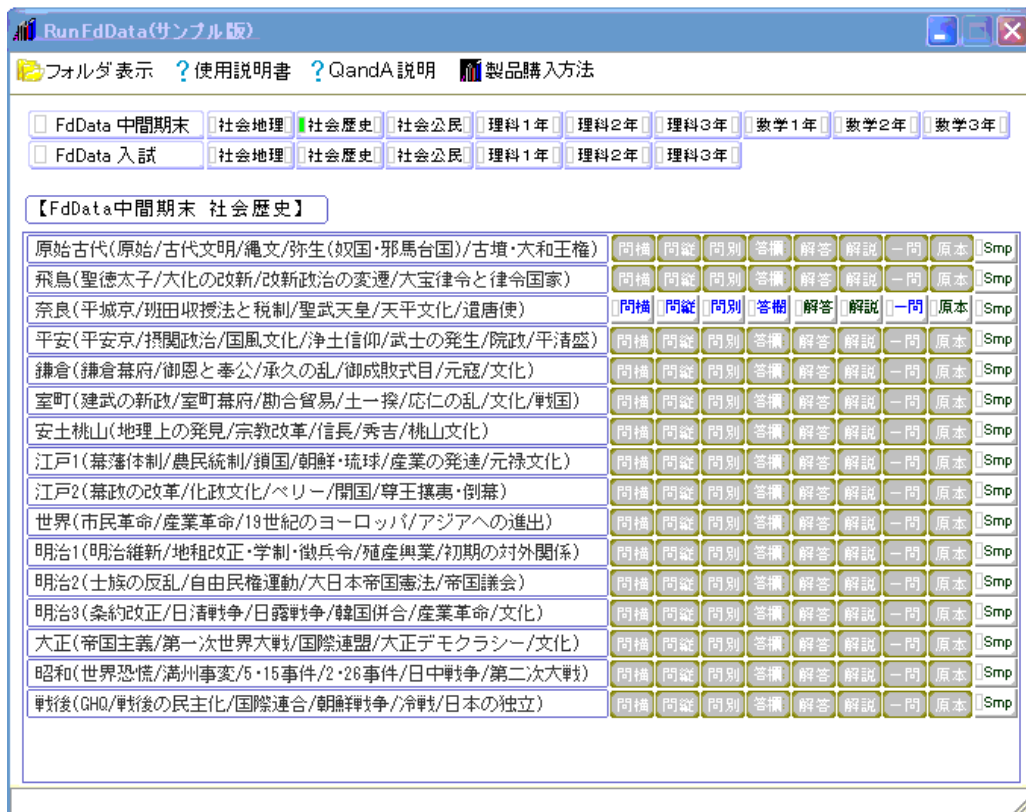 RunFdData(サンプル版)
フォルダ表示 ?使用説明書 ?QandA説明 製品購入方法
FdData 中間期末 社会地理 社会歴史 社会公民 理科1年 理科2年 理科3年 数学1年 数学2年 数学3年
FdData 入試 社会地理 社会歴史 社会公民 理科1年 理科2年 理科3年
【FdData中間期末 社会歴史】
原始古代(原始/古代文明/縄文/弥生(奴国・邪馬台国)/古墳・大和王権) 問横 問縦 問別 答欄 解答 解説 一問 原本 Smp
飛鳥(聖徳太子/大化の改新/改新政治の変遷/大宝律令と律令国家) 問横 問縦 問別 答欄 解答 解説 一問 原本 Smp
奈良(平城京/班田収授法と税制/聖武天皇/天平文化/遣唐使) 問横 問縦 問別 答欄 解答 解説 一問 原本 Smp
平安(平安京/摂関政治/国風文化/浄土信仰/武士の発生/院政/平清盛) 問横 問縦 問別 答欄 解答 解説 一問 原本 Smp
鎌倉(鎌倉幕府/御恩と奉公/承久の乱/御成敗式目/元寇/文化) 問横 問縦 問別 答欄 解答 解説 一問 原本 Smp
室町(建武の新政/室町幕府/勘合貿易/土一揆/応仁の乱/文化/戦国) 問横 問縦 問別 答欄 解答 解説 一問 原本 Smp
安土桃山(地理上の発見/宗教改革/信長/秀吉/桃山文化) 問横 問縦 問別 答欄 解答 解説 一問 原本 Smp
江戸1(幕藩体制/農民統制/鎖国/朝鮮・琉球/産業の発達/元禄文化) 問横 問縦 問別 答欄 解答 解説 一問 原本 Smp
江戸2(幕政の改革/化政文化/ペリー/開国/尊王攘夷・倒幕) 問横 問縦 問別 答欄 解答 解説 一問 原本 Smp
世界(市民革命/産業革命/19世紀のヨーロッパ/アジアへの進出) 問横 問縦 問別 答欄 解答 解説 一問 原本 Smp
明治1(明治維新/地租改正・学制・徴兵令/殖産興業/初期の対外関係) 問横 問縦 問別 答欄 解答 解説 一問 原本 Smp
明治2(士族の反乱/自由民権運動/大日本帝国憲法/帝国議会) 問横 問縦 問別 答欄 解答 解説 一問 原本 Smp
明治3(条約改正/日清戦争/日露戦争/韓国併合/産業革命/文化) 問横 問縦 問別 答欄 解答 解説 一問 原本 Smp
大正(帝国主義/第一次世界大戦/国際連盟/大正デモクラシー/文化) 問横 問縦 問別 答欄 解答 解説 一問 原本 Smp
昭和(世界恐慌/満州事変/5・15事件/2・26事件/日中戦争/第二次大戦) 問横 問縦 問別 答欄 解答 解説 一問 原本 Smp
戦後(GHQ/戦後の民主化/国際連合/朝鮮戦争/冷戦/日本の独立) 問横 問縦 問別 答欄 解答 解説 一問 原本 Smp